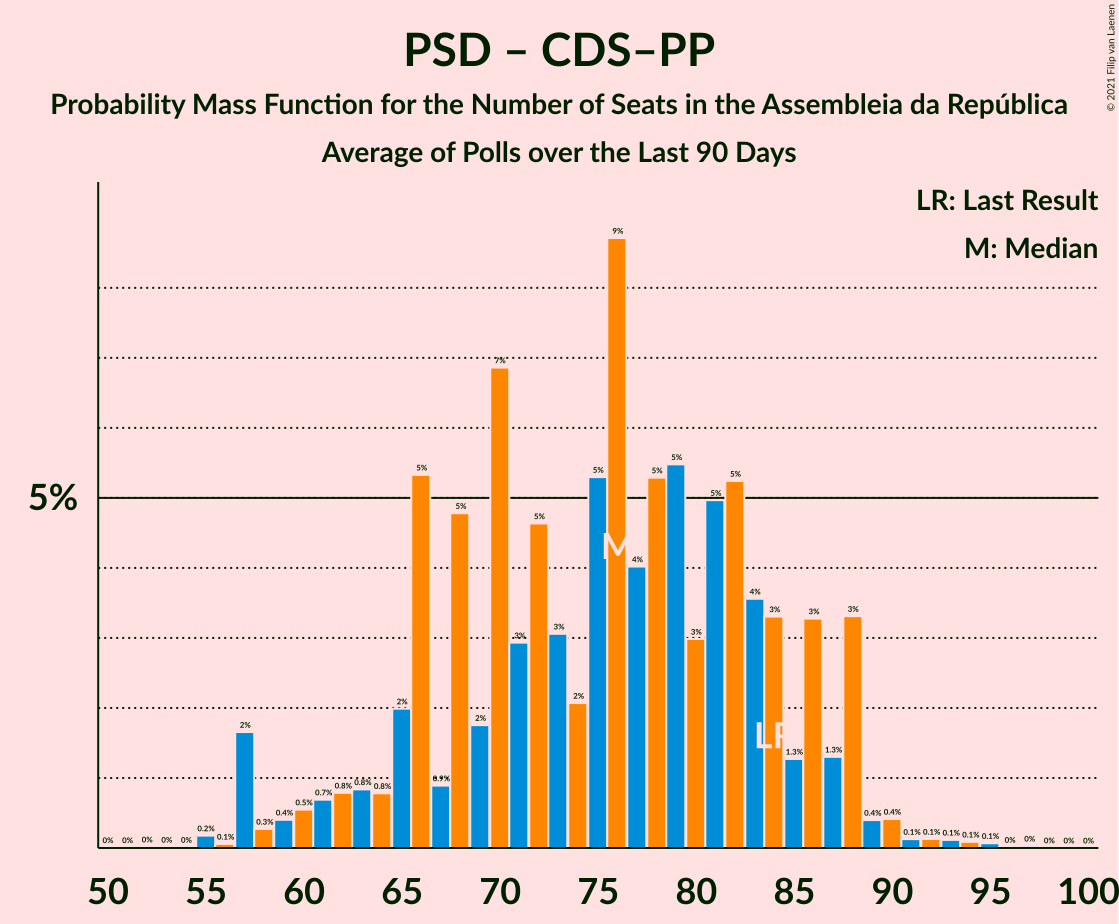 PSD – CDS–PP
Probability Mass Function for the Number of Seats in the Assembleia da República
Average of Polls over the Last 90 Days
© 2021 Filip van Laenen
LR: Last Result
M: Median
5%
0% 0% 0% 0% 0% 0.2% 0.1% 2% 0.3% 0.4% 0.5% 0.7% 0.8% 0.8% 0.8% 2% 5% 0.9% 5% 2% 7% 3% 5% 3% 2% 5% 9% 4% 5% 5% 3% 5% 5% 4% 3% 1.3% 3% 1.3% 3% 0.4% 0.4% 0.1% 0.1% 0.1% 0.1% 0.1% 0% 0% 0% 0% 0%
M
LR
50 55 60 65 70 75 80 85 90 95 100